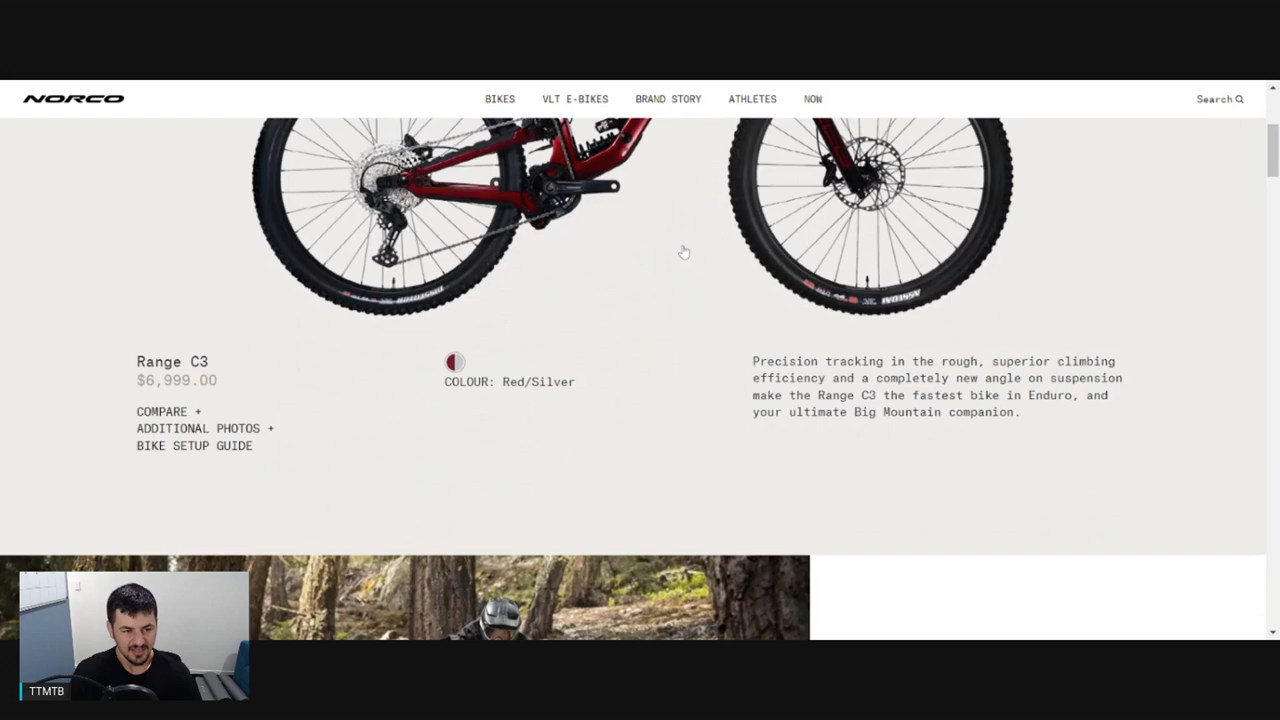 NORCO
BIKES VLT E-BIKES BRAND STORY ATHLETES NOW
Search
Range C3
$6,999.00
COMPARE +
ADDITIONAL PHOTOS +
BIKE SETUP GUIDE
COLOUR: Red/Silver
Precision tracking in the rough, superior climbing
efficiency and a completely new angle on suspension
make the Range C3 the fastest bike in Enduro, and
your ultimate Big Mountain companion.
TTMTB